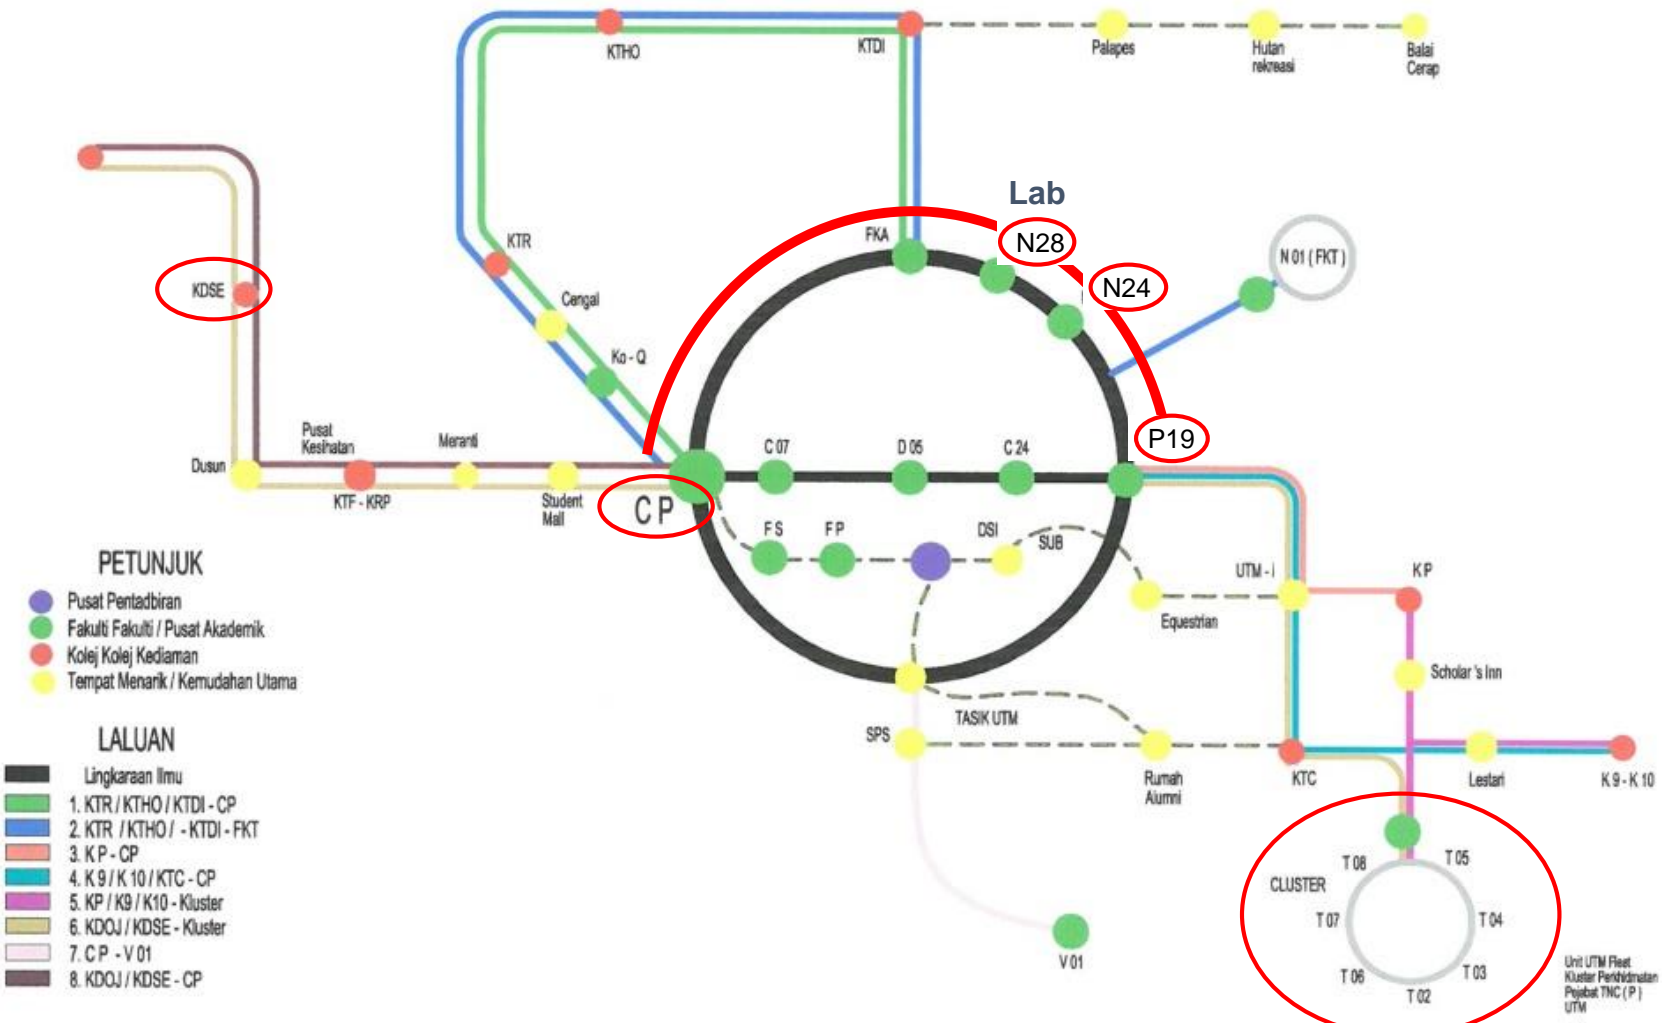 KTHO
KTDI
Palapes
Hutan
rekreasi
Balai
Cerap
Lab
N28
FKA
KTR
N 01 ( FKT )
KDSE
N24
Cengal
Ko - Q
P19
Pusat
Kesihatan
Meranti
C 07
D 05
C 24
Dusun
KTF - KRP
Student
Mall
C P
F S
F P
DSI
SUB
UTM - i
K P
Equestrian
Scholar 's Inn
TASIK UTM
SPS
Rumah
Alumni
KTC
Lestari
K 9 - K 10
V 01
CLUSTER
T 08
T 05
T 07
T 04
T 06
T 03
T 02
PETUNJUK
Pusat Pentadbiran
Fakulti Fakulti / Pusat Akademik
Kolej Kolej Kediaman
Tempat Menarik / Kemudahan Utama
LALUAN
Lingkaraan Ilmu
1. KTR / KTHO / KTDI - CP
2. KTR / KTHO / - KTDI - FKT
3. K P - CP
4. K 9 / K 10 / KTC - CP
5. KP / K9 / K10 - Kluster
6. KDOJ / KDSE - Kluster
7. C P - V 01
8. KDOJ / KDSE - CP
Unit UTM Fleet
Kluster Perkhidmatan
Pejabat TNC ( P )
UTM